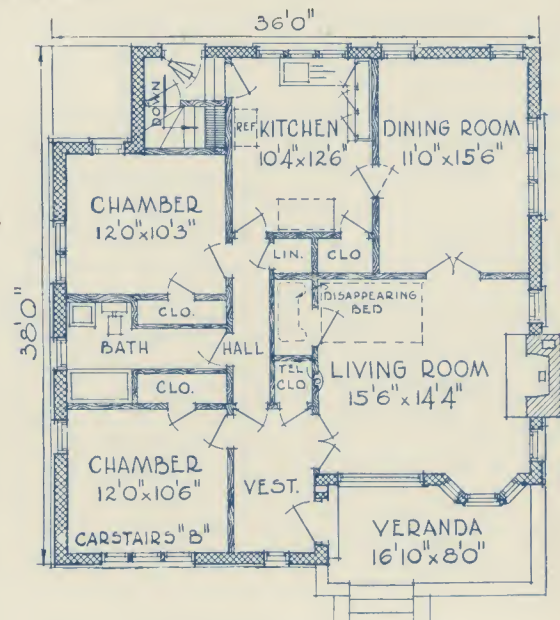 36'0"
DOWN
REF
KITCHEN
10'4"x12'6"
DINING ROOM
11'0"x15'6"
CHAMBER
12'0"x10'3"
LIN.
CLO
38'0"
CLO.
DISAPPEARING
BED
BATH
HALL
LIVING ROOM
15'6"x14'4"
TEL
CLO
CLO.
CHAMBER
12'0"x10'6"
VEST.
CARSTAIRS "B"
VERANDA
16'10"x8'0"